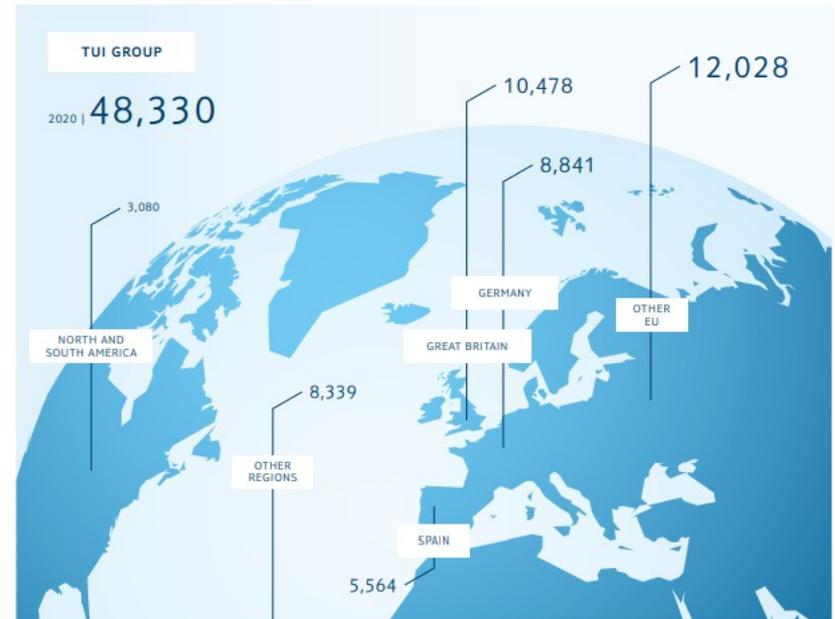 TUI GROUP
2020 | 48,330
12,028
10,478
8,841
3,080
GERMANY
OTHER
EU
NORTH AND
SOUTH AMERICA
GREAT BRITAIN
8,339
OTHER
REGIONS
SPAIN
5,564